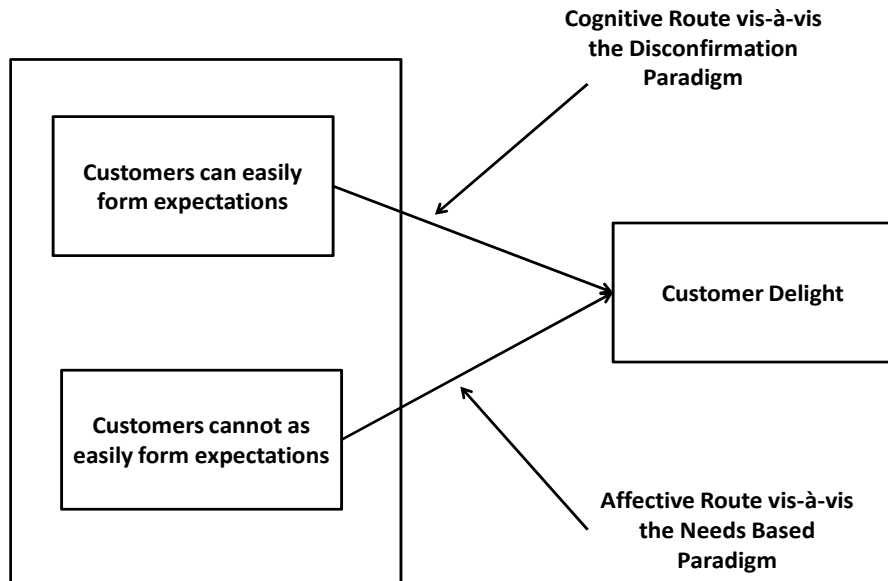 Cognitive Route vis-à-vis
the Disconfirmation
Paradigm
Customers can easily
form expectations
Customer Delight
Customers cannot as
easily form expectations
Affective Route vis-à-vis
the Needs Based
Paradigm